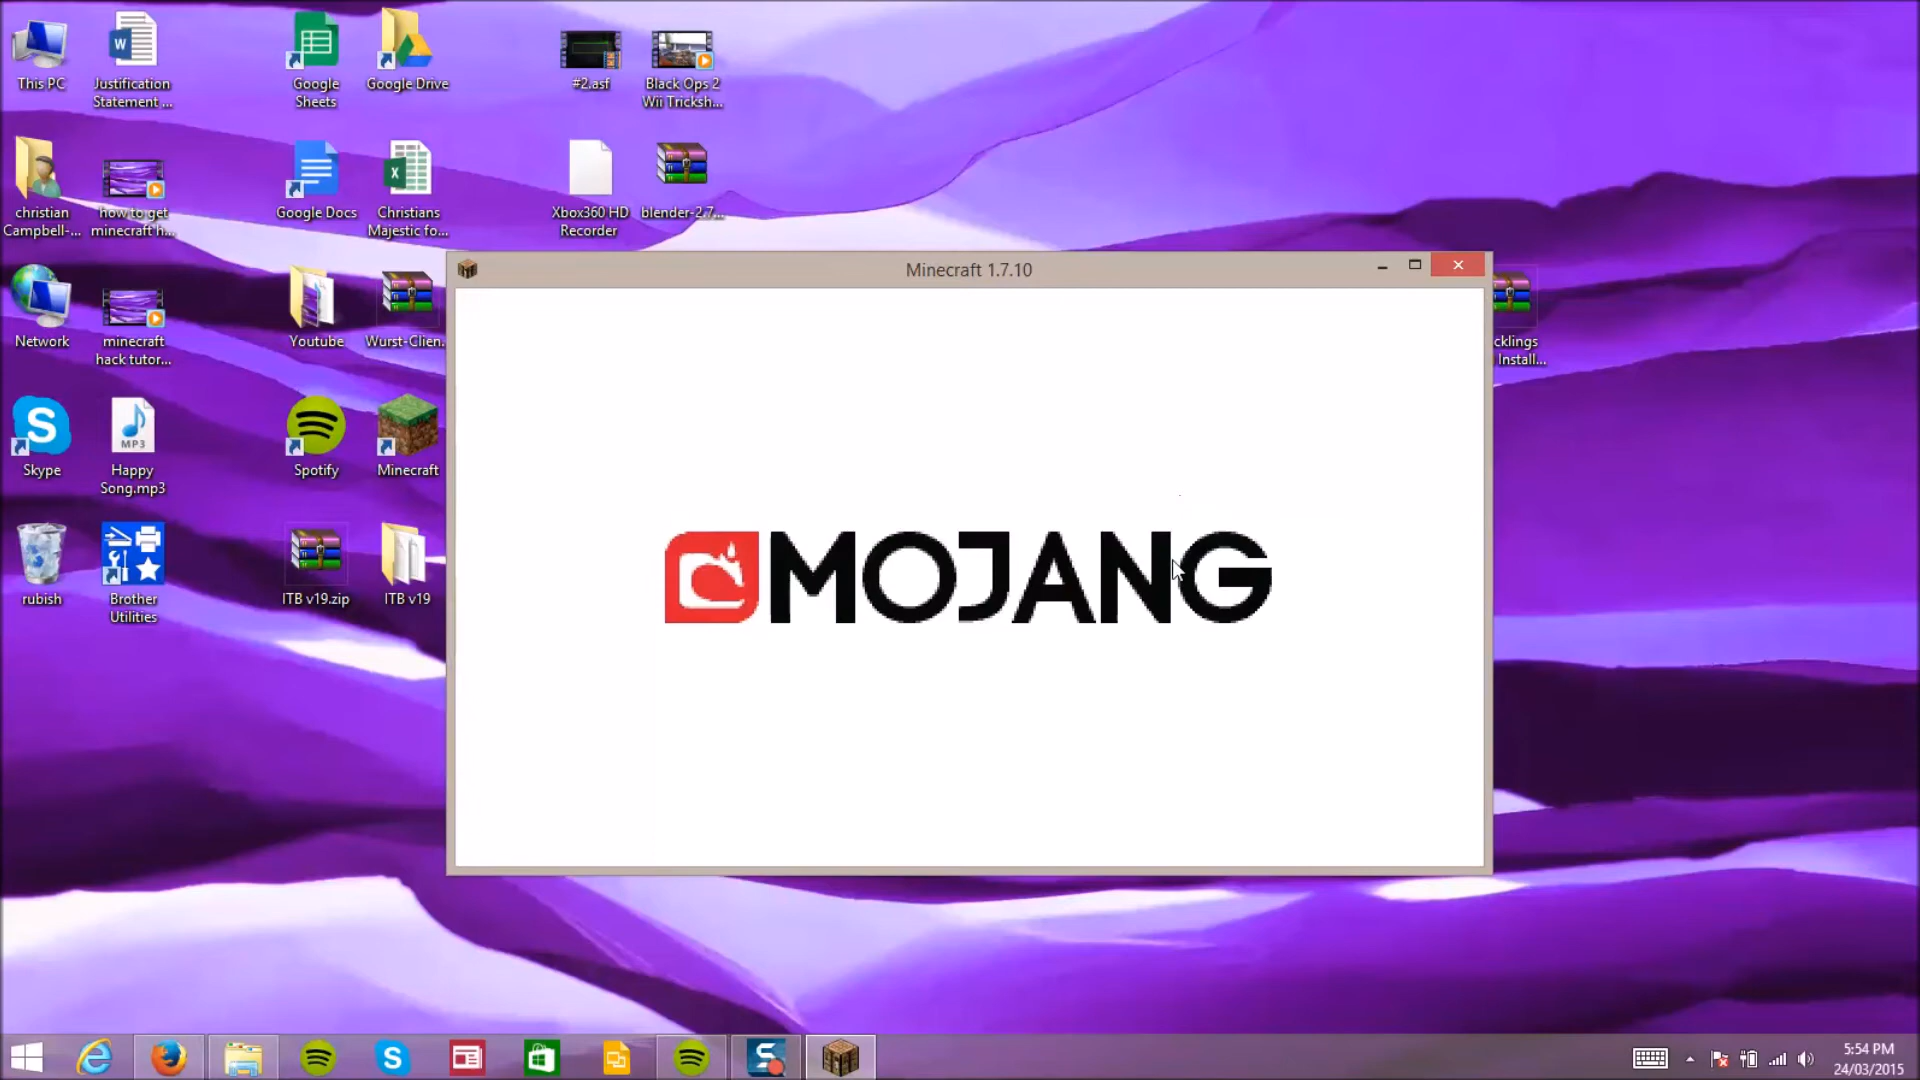 This PC
Justification
Statement ...
Google
Sheets
Google Drive
#2.asf
Black Ops 2
Wii Tricksh...
christian
Campbell-...
how to get
minecraft h...
Google Docs
Christians
Majestic fo...
Xbox360 HD
Recorder
blender-2.7...
Minecraft 1.7.10
Network
minecraft
hack tutor...
Youtube
Wurst-Clien.
cklings
Install...
Skype
MP3
Happy
Song.mp3
Spotify
Minecraft
MOJANG
rubish
Brother
Utilities
ITB v19.zip
ITB v19
5:54 PM
24/03/2015